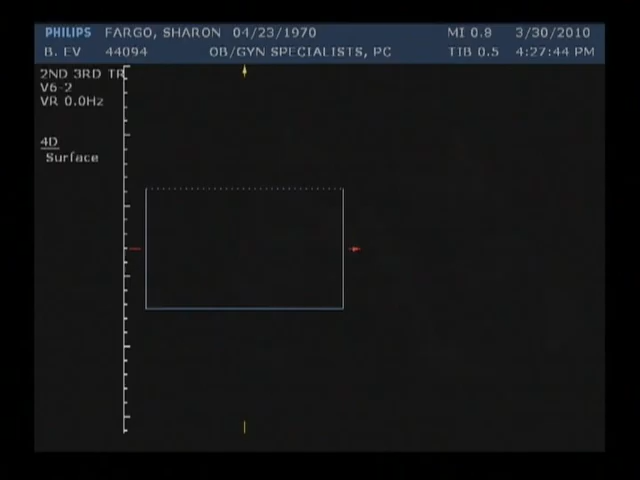 PHILIPS FARGO, SHARON 04/23/1970 MI 0.8 3/30/2010
B. EV 44094 OB/GYN SPECIALISTS, PC TIB 0.5 4:27:44 PM
2ND 3RD TR
V6-2
VR 0.0Hz
4D
Surface